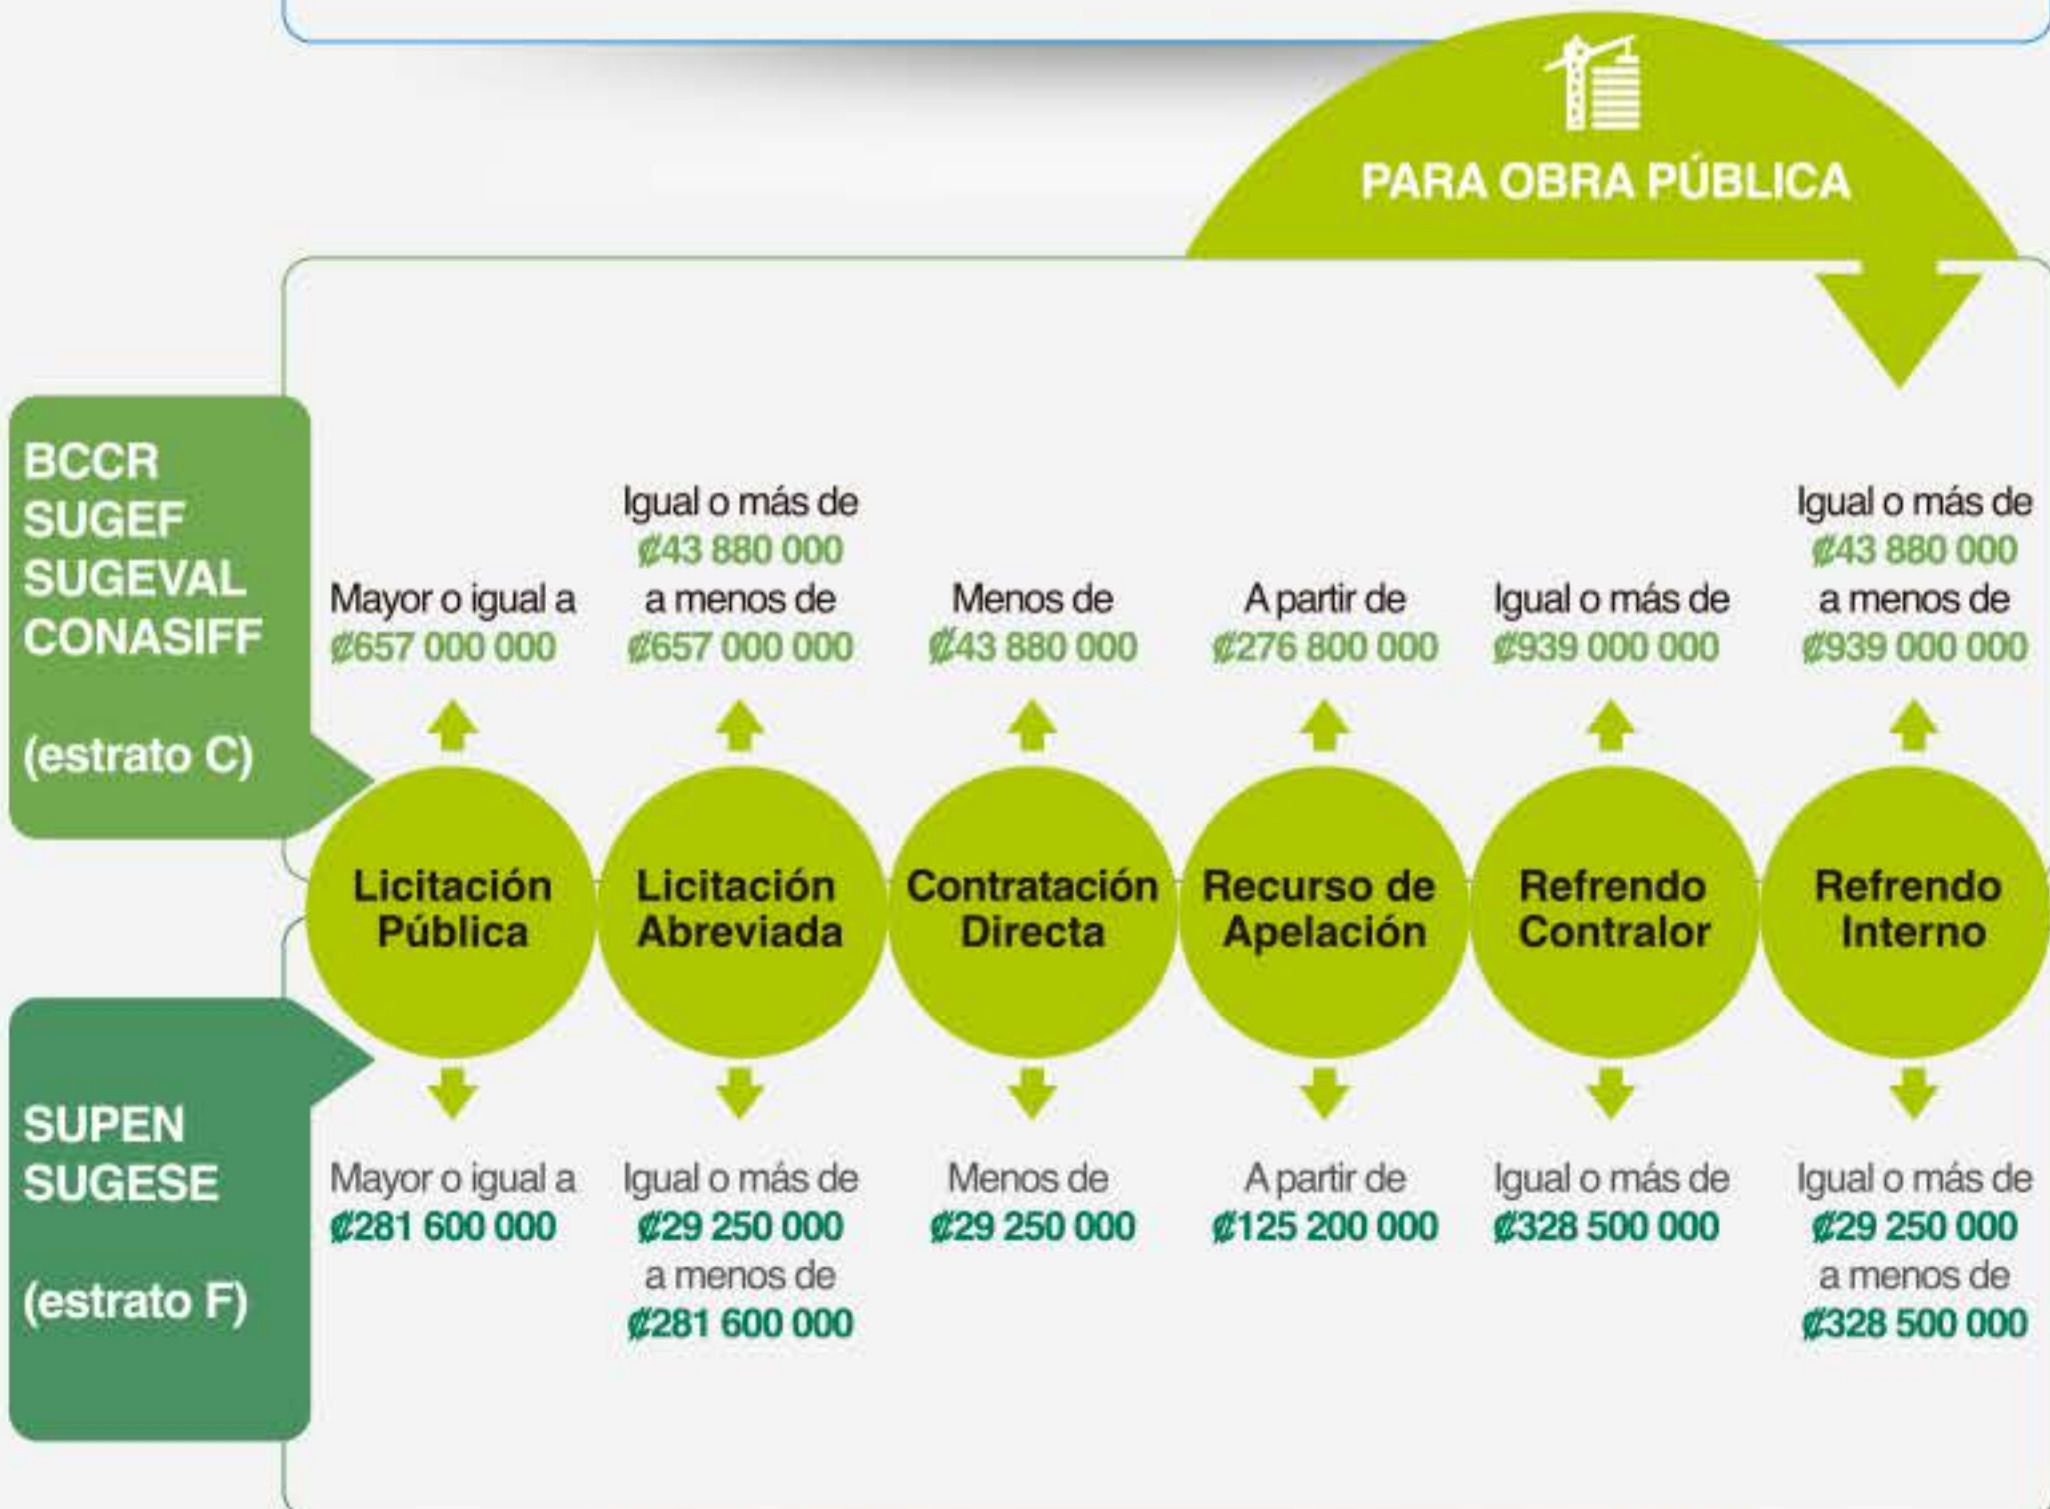 PARA OBRA PÚBLICA
BCCR
SUGEF
SUGEVAL
CONASIFF
(estrato C)
Mayor o igual a
₡657 000 000
Igual o más de
₡43 880 000
a menos de
₡657 000 000
Menos de
₡43 880 000
A partir de
₡276 800 000
Igual o más de
₡939 000 000
Igual o más de
₡43 880 000
a menos de
₡939 000 000
Licitación
Pública
Licitación
Abreviada
Contratación
Directa
Recurso de
Apelación
Refrendo
Contralor
Refrendo
Interno
SUPEN
SUGESE
(estrato F)
Mayor o igual a
₡281 600 000
Igual o más de
₡29 250 000
a menos de
₡281 600 000
Menos de
₡29 250 000
A partir de
₡125 200 000
Igual o más de
₡328 500 000
Igual o más de
₡29 250 000
a menos de
₡328 500 000